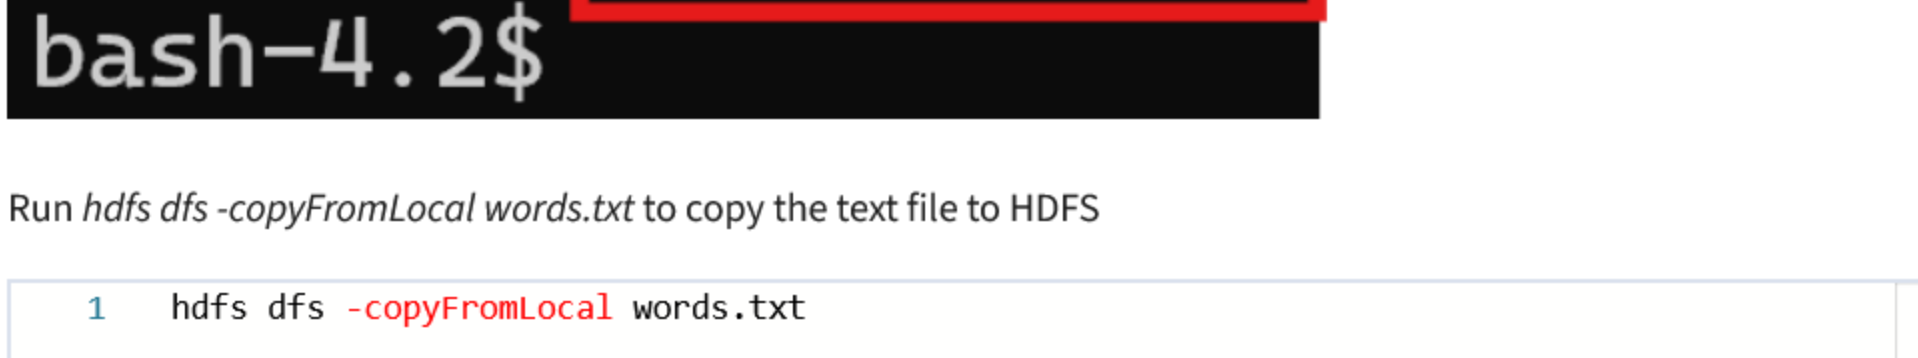 bash-4.2$
Run hdfs dfs -copyFromLocal words.txt to copy the text file to HDFS
1 hdfs dfs -copyFromLocal words.txt